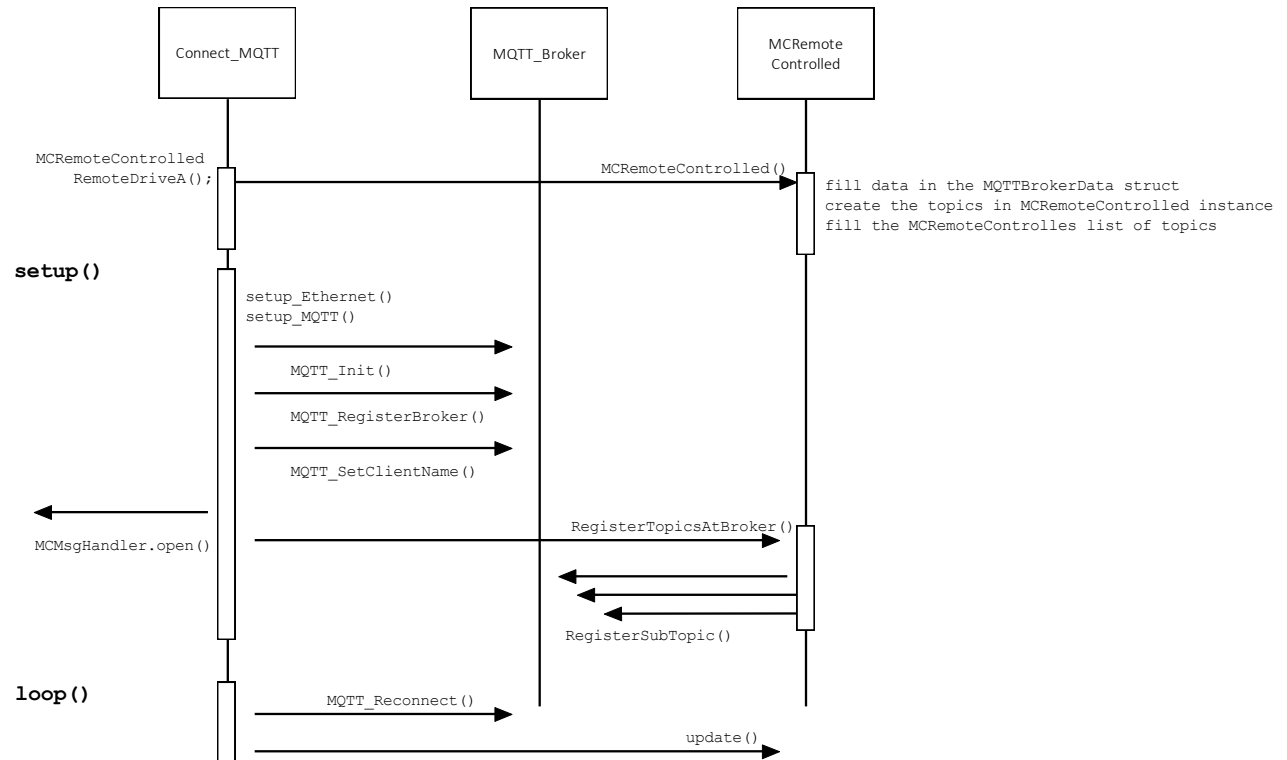 Connect_MQTT
MQTT_Broker
MCRemote
Controlled
MCRemoteControlled
RemoteDriveA();
MCRemoteControlled()
fill data in the MQTTBrokerData struct
create the topics in MCRemoteControlled instance
fill the MCRemoteControlles list of topics
setup()
setup_Ethernet()
setup_MQTT()
MQTT_Init()
MQTT_RegisterBroker()
MQTT_SetClientName()
MCMsgHandler.open()
RegisterTopicsAtBroker()
RegisterSubTopic()
loop()
MQTT_Reconnect()
update()